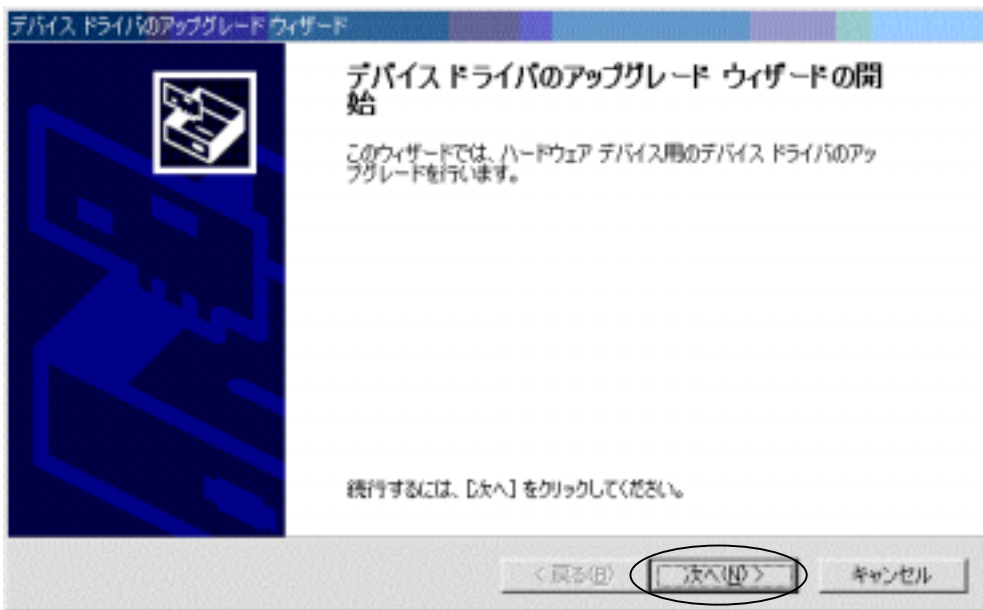 デバイス ドライバのアップグレード ウィザード
デバイス ドライバのアップグレード ウィザードの開
始
このウィザードでは、ハードウェア デバイス用のデバイス ドライバのアッ
プグレードを行います。
続行するには、[次へ] をクリックしてください。
< 戻る(B)
次へ(N) >
キャンセル